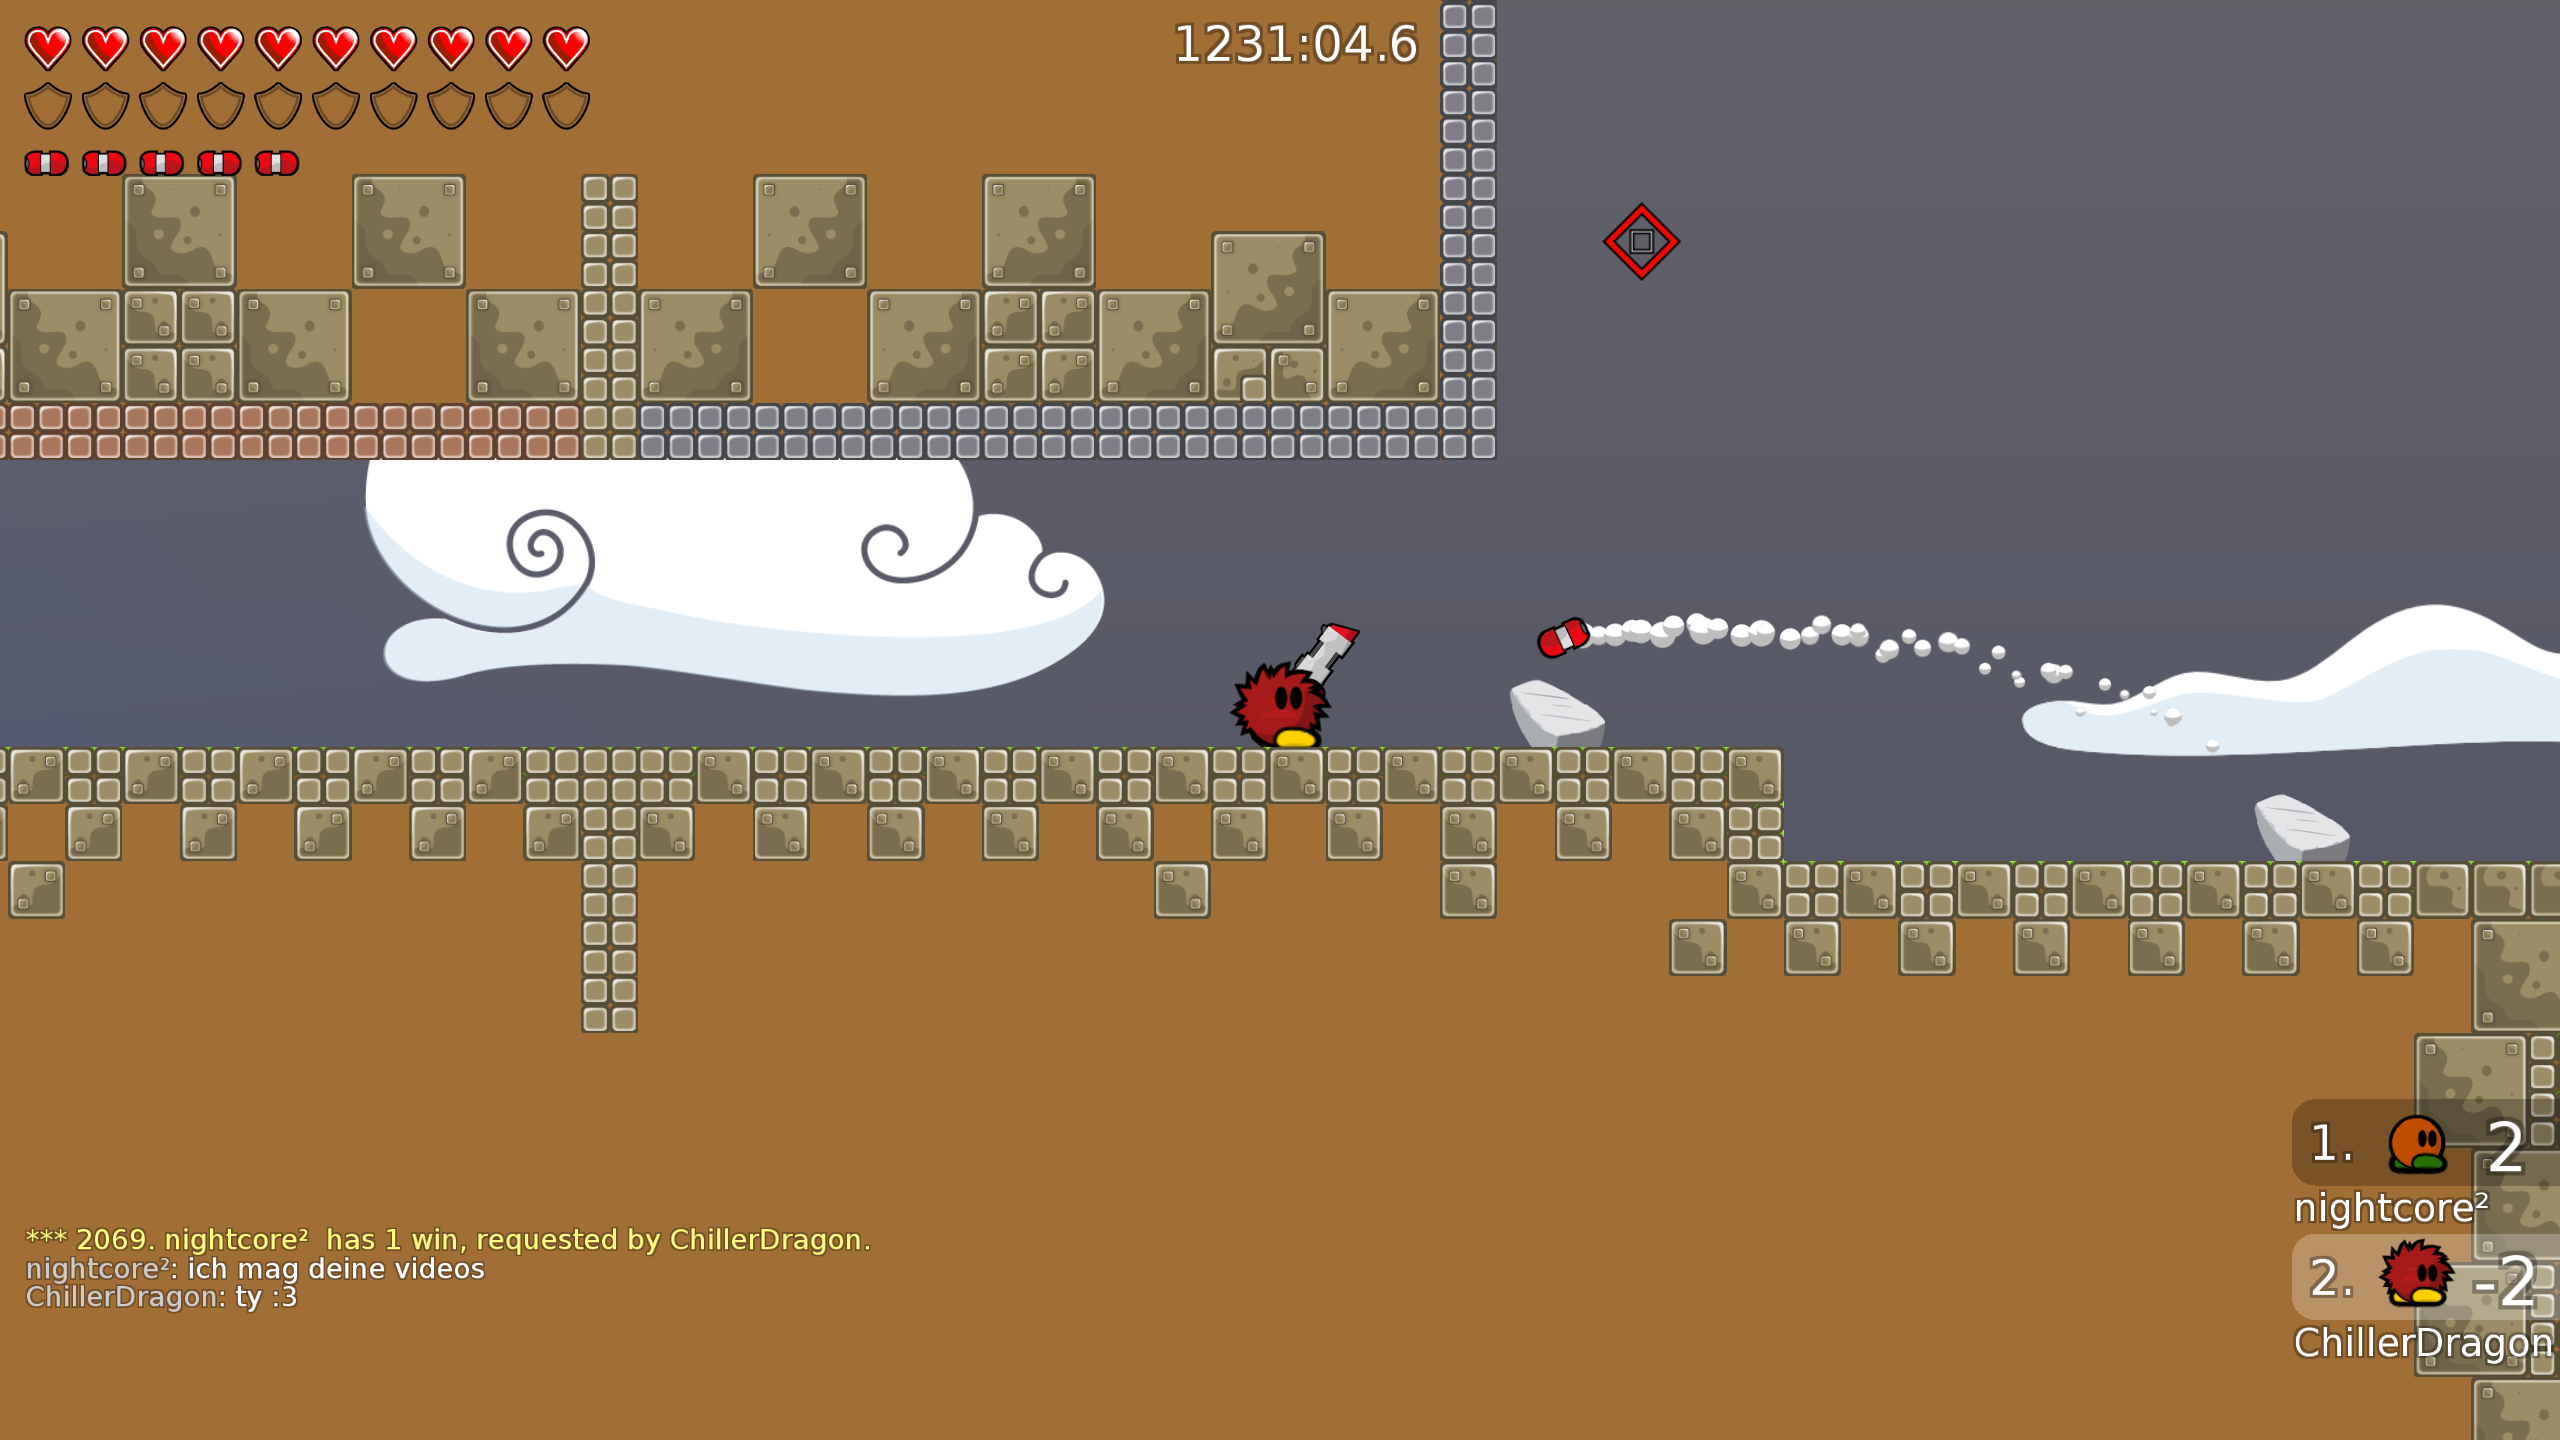 1231:04.6
1. 2
nightcore²
2. -2
ChillerDragon
*** 2069. nightcore²  has 1 win, requested by ChillerDragon.
nightcore²: ich mag deine videos
ChillerDragon: ty :3